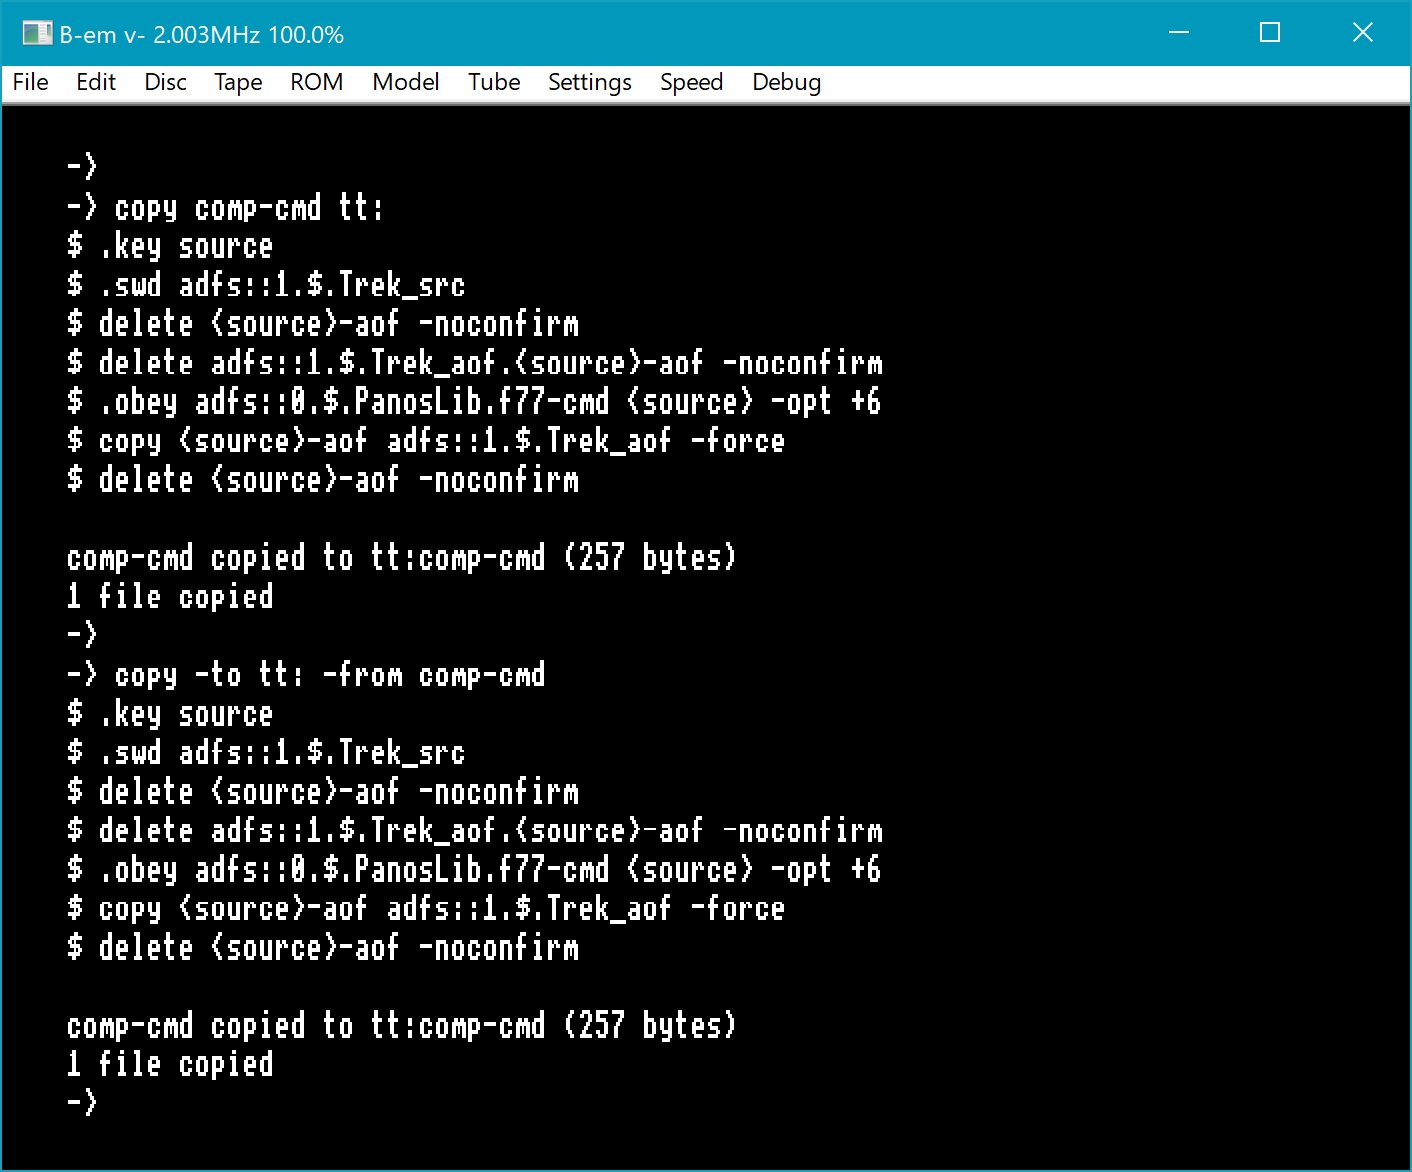 B-em v- 2.003MHz 100.0%
File Edit Disc Tape ROM Model Tube Settings Speed Debug
->
-> copy comp-cmd tt:
$ .key source
$ .swd adfs::1.$.Trek_src
$ delete <source>-aof -noconfirm
$ delete adfs::1.$.Trek_aof.<source>-aof -noconfirm
$ .obey adfs::0.$.PanosLib.f77-cmd <source> -opt +6
$ copy <source>-aof adfs::1.$.Trek_aof -force
$ delete <source>-aof -noconfirm
comp-cmd copied to tt:comp-cmd (257 bytes)
1 file copied
->
-> copy -to tt: -from comp-cmd
$ .key source
$ .swd adfs::1.$.Trek_src
$ delete <source>-aof -noconfirm
$ delete adfs::1.$.Trek_aof.<source>-aof -noconfirm
$ .obey adfs::0.$.PanosLib.f77-cmd <source> -opt +6
$ copy <source>-aof adfs::1.$.Trek_aof -force
$ delete <source>-aof -noconfirm
comp-cmd copied to tt:comp-cmd (257 bytes)
1 file copied
->